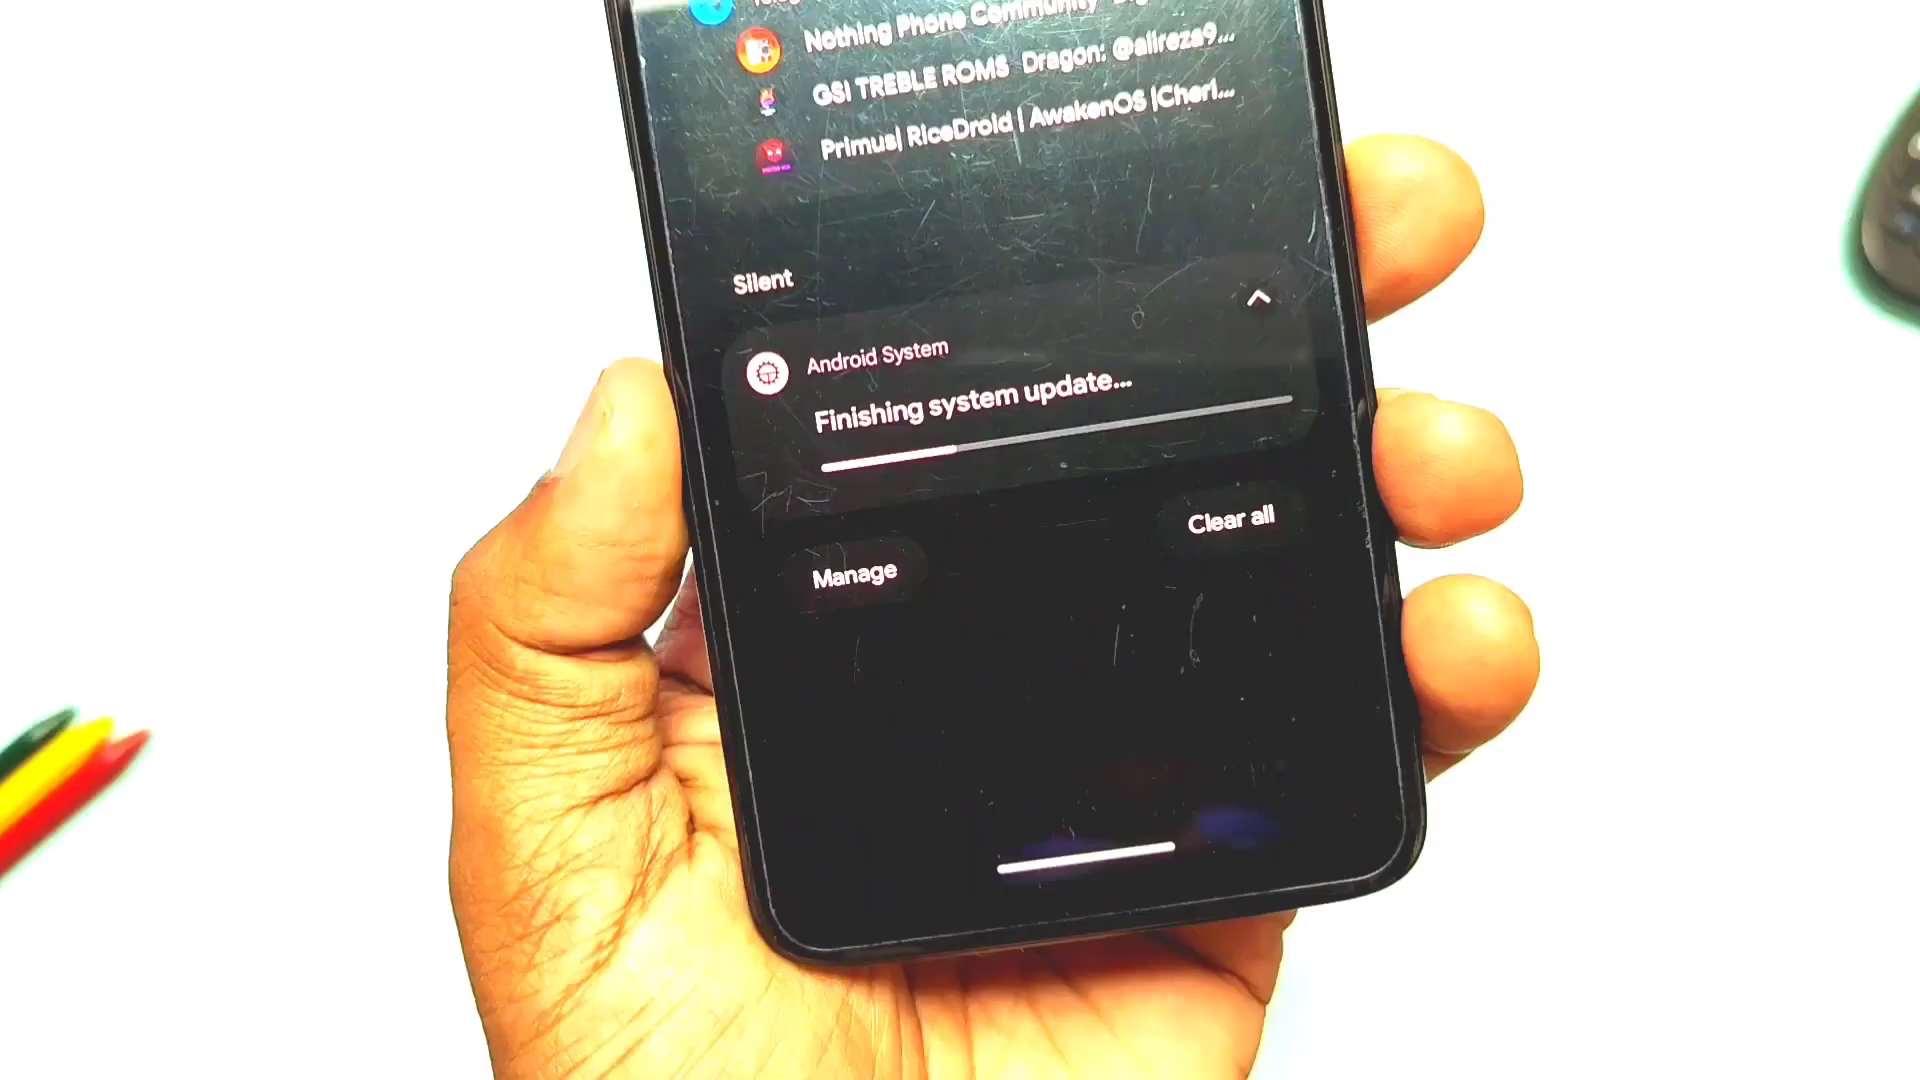 Nothing Phone Community
GSI TREBLE ROMS Dragon: @alireza9...
Primus| RiceDroid | AwakenOS |Cheri...
Silent
Android System
Finishing system update...
Clear all
Manage